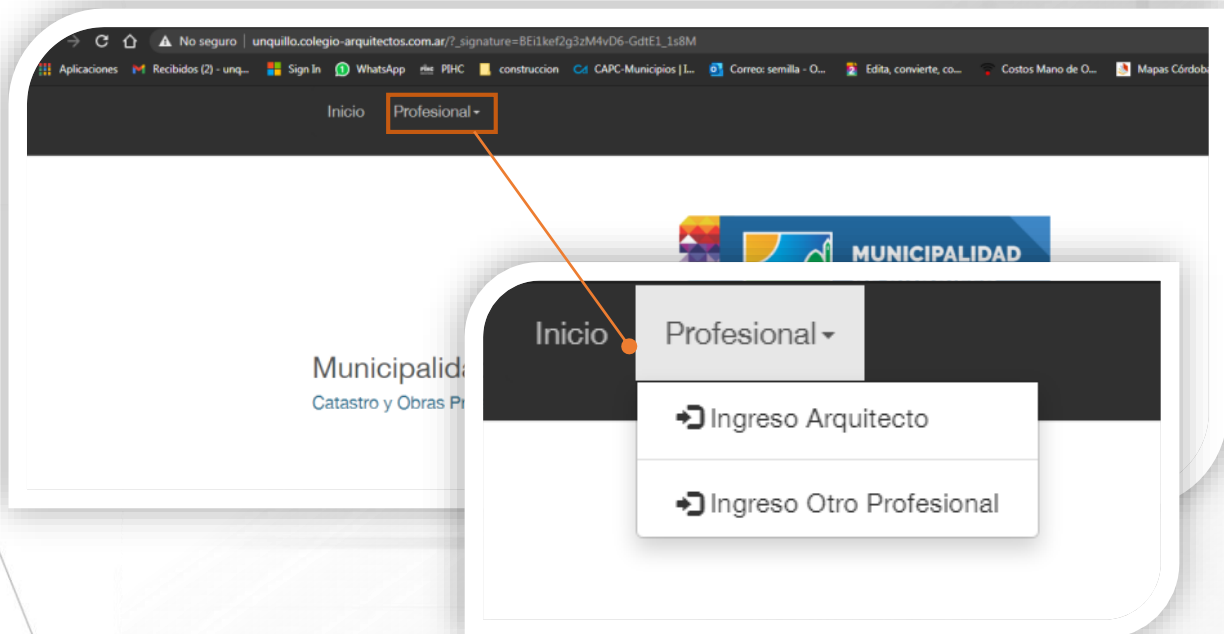 No seguro | unquillo.colegio-arquitectos.com.ar/?_signature=BEi1kef2g3zM4vD6-GdtE1_1s8M
Aplicaciones Recibidos (2) - unq... Sign In WhatsApp PIHC construccion CAPC-Municipios | I... Correo: semilla - O... Edita, convierte, co... Costos Mano de O... Mapas Córdoba
Inicio Profesional
MUNICIPALIDAD
Municipalida
Catastro y Obras Pr
Inicio Profesional
Ingreso Arquitecto
Ingreso Otro Profesional